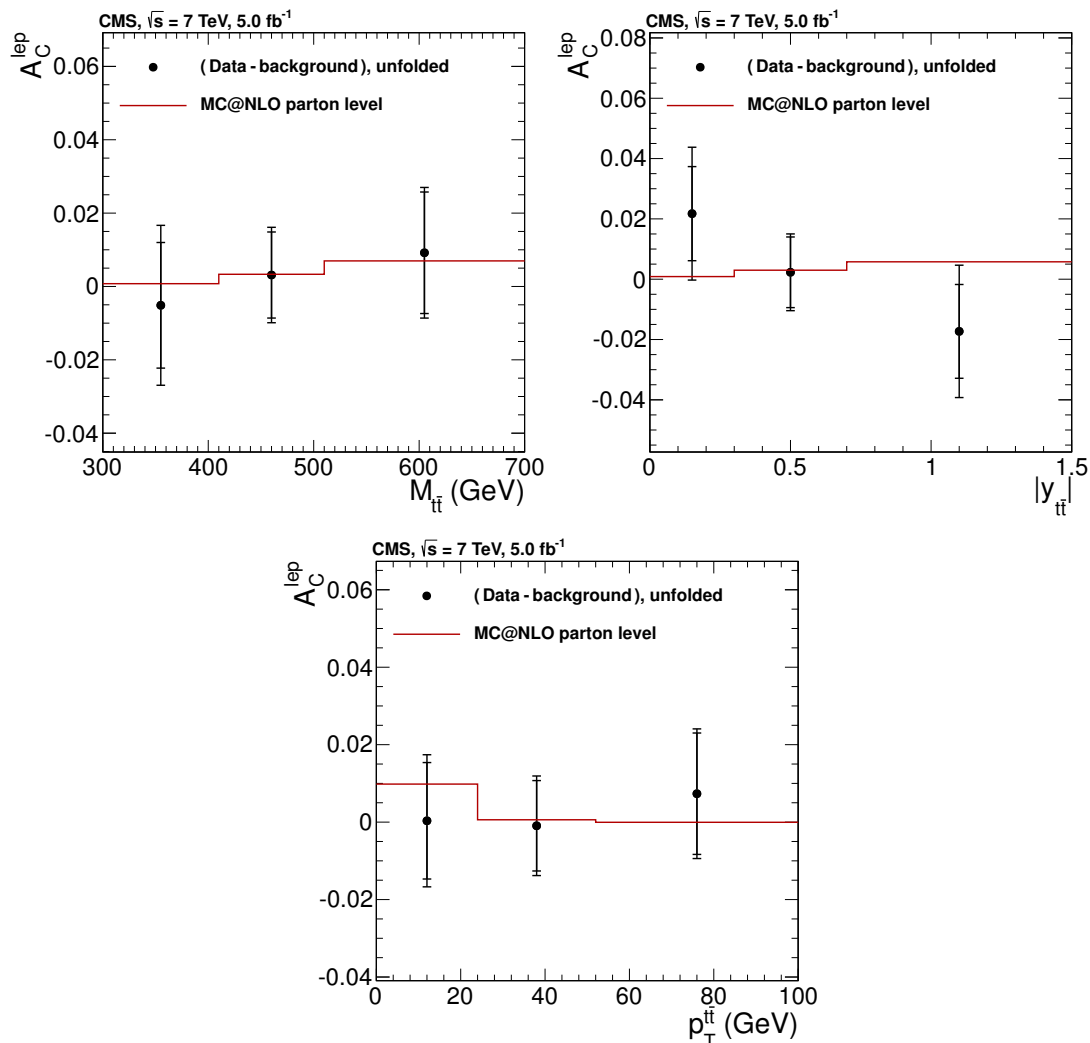 CMS, √s = 7 TeV, 5.0 fb⁻¹
A_C^lep
(Data - background), unfolded
MC@NLO parton level
0.06
0.04
0.02
0
-0.02
-0.04
300 400 500 600 700
M_tt̄ (GeV)
CMS, √s = 7 TeV, 5.0 fb⁻¹
A_C^lep
(Data - background), unfolded
MC@NLO parton level
0.08
0.06
0.04
0.02
0
-0.02
-0.04
0 0.5 1 1.5
|y_tt̄|
CMS, √s = 7 TeV, 5.0 fb⁻¹
A_C^lep
(Data - background), unfolded
MC@NLO parton level
0.06
0.04
0.02
0
-0.02
-0.04
0 20 40 60 80 100
p_T^tt̄ (GeV)